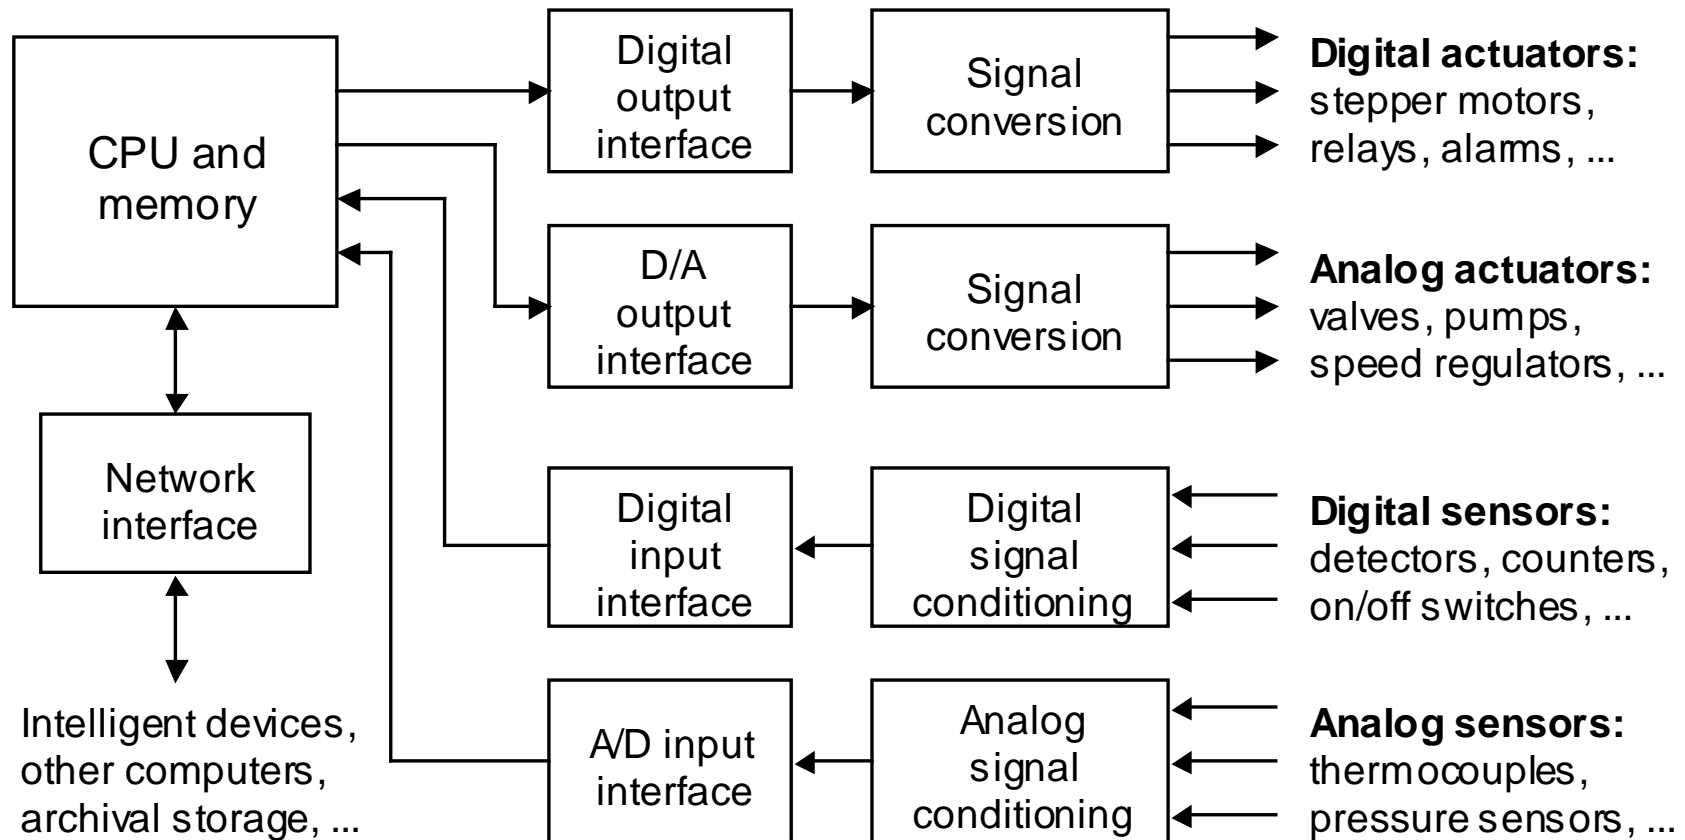 CPU and
memory
Digital
output
interface
Signal
conversion
Digital actuators:
stepper motors,
relays, alarms, ...
D/A
output
interface
Signal
conversion
Analog actuators:
valves, pumps,
speed regulators, ...
Network
interface
Digital
input
interface
Digital
signal
conditioning
Digital sensors:
detectors, counters,
on/off switches, ...
Intelligent devices,
other computers,
archival storage, ...
A/D input
interface
Analog
signal
conditioning
Analog sensors:
thermocouples,
pressure sensors, ...